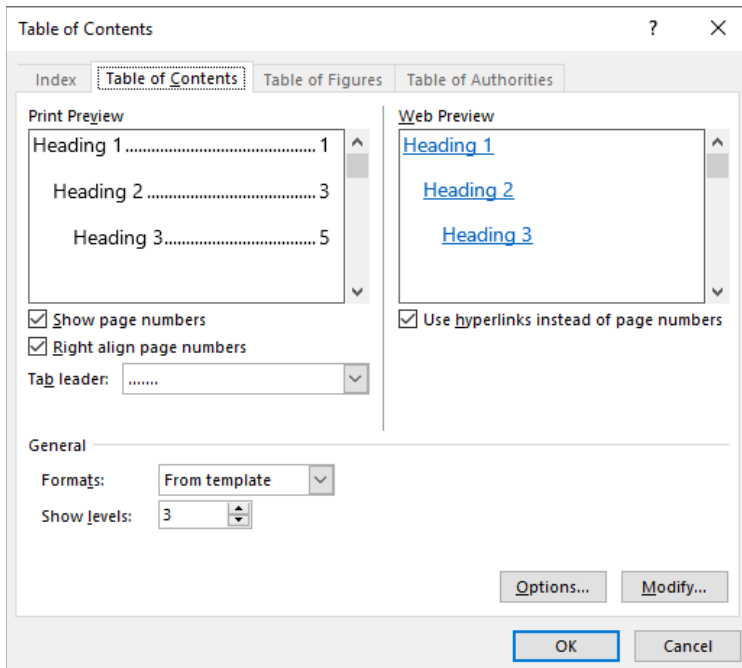 Table of Contents ?
Index Table of Contents Table of Figures Table of Authorities
Print Preview
Heading 1............................................ 1
Heading 2....................................... 3
Heading 3................................... 5
Web Preview
Heading 1
Heading 2
Heading 3
Show page numbers
Right align page numbers
Tab leader: .......
Use hyperlinks instead of page numbers
General
Formats: From template
Show levels: 3
Options... Modify...
OK Cancel